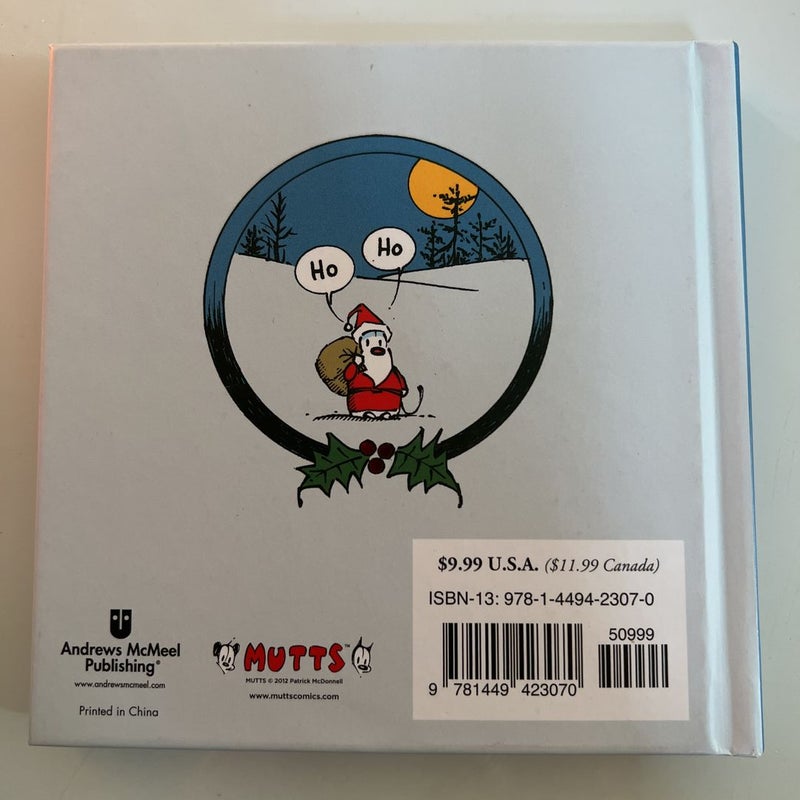 Ho
Ho
$9.99 U.S.A. ($11.99 Canada)
ISBN-13: 978-1-4494-2307-0
50999
9 781449 423070
Andrews McMeel
Publishing®
www.andrewsmcmeel.com
Printed in China
MUTTS™
MUTTS © 2012 Patrick McDonnell
www.muttscomics.com